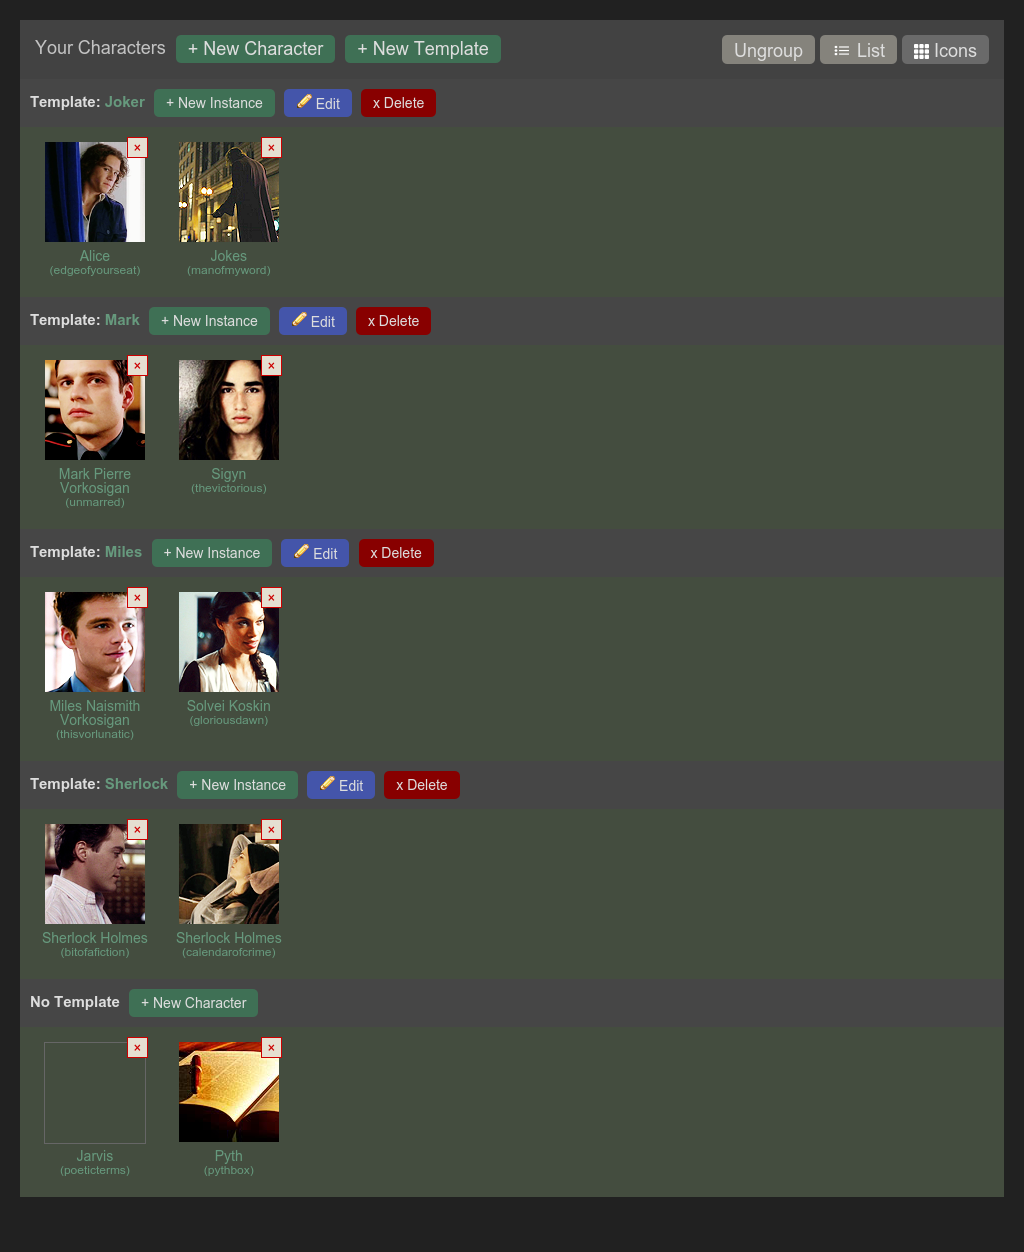 Your Characters + New Character + New Template Ungroup List Icons
Template: Joker + New Instance Edit x Delete
× ×
Alice Jokes
(edgeofyourseat) (manofmyword)
Template: Mark + New Instance Edit x Delete
× ×
Mark Pierre Sigyn
Vorkosigan (thevictorious)
(unmarred)
Template: Miles + New Instance Edit x Delete
× ×
Miles Naismith Solvei Koskin
Vorkosigan (gloriousdawn)
(thisvorlunatic)
Template: Sherlock + New Instance Edit x Delete
× ×
Sherlock Holmes Sherlock Holmes
(bitofafiction) (calendarofcrime)
No Template + New Character
× ×
Jarvis Pyth
(poeticterms) (pythbox)